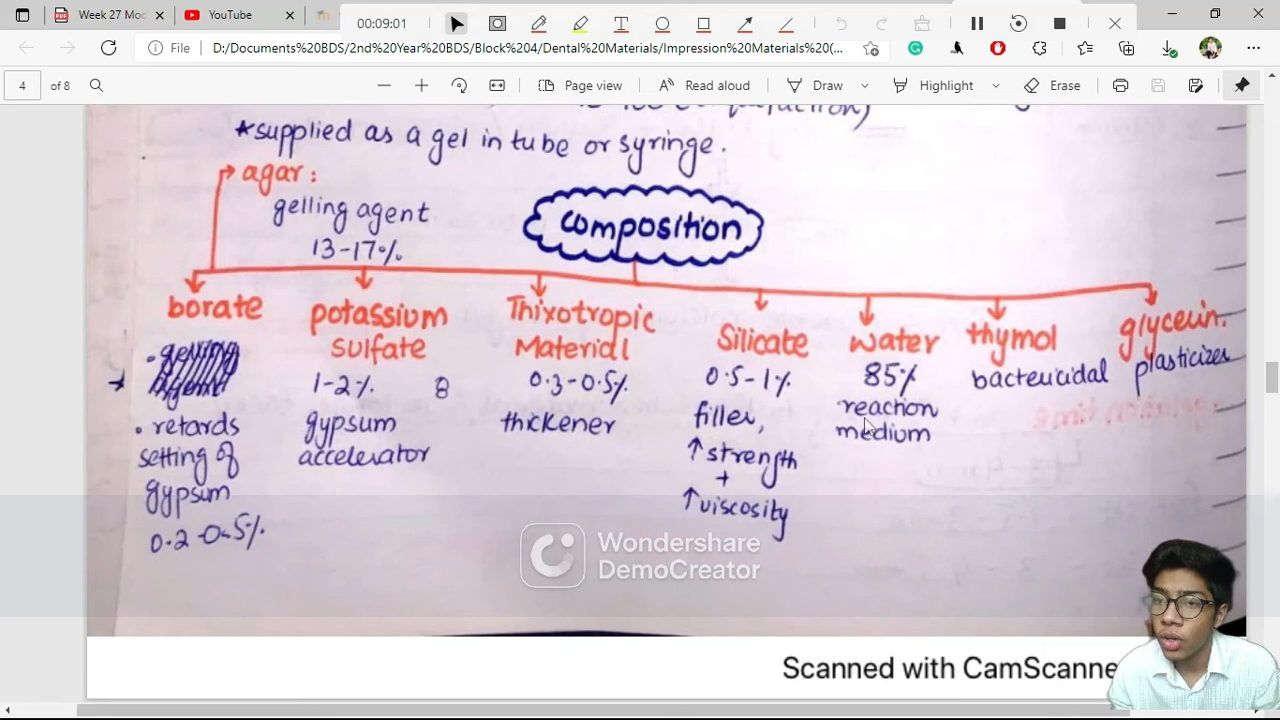 Week 27 Mod
YouTube
00:09:01
File
D:/Documents%20BDS/2nd%20Year%20BDS/Block%204/Dental%20Materials/Impression%20Materials%20(...
4
of 8
Page view
Read aloud
Draw
Highlight
Erase
*supplied as a gel in tube or syringe.
agar:
gelling agent
13-17%
composition
borate
• retards
setting of
gypsum
0.2-0.5%
potassium
sulfate
1-2%
8
gypsum
accelerator
Thixotropic
Material
0.3-0.5%
thickener
Silicate
0.5-1%
filler,
↑strength
+
↑viscosity
Water
85%
reaction
medium
thymol
bactericidal
glycerin.
plasticizer
Wondershare
DemoCreator
Scanned with CamScanne